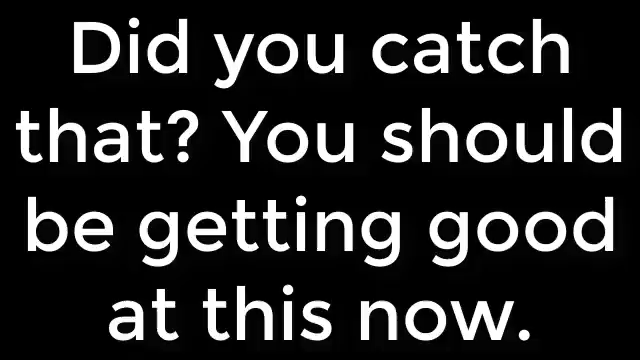 Did you catch
that? You should
be getting good
at this now.